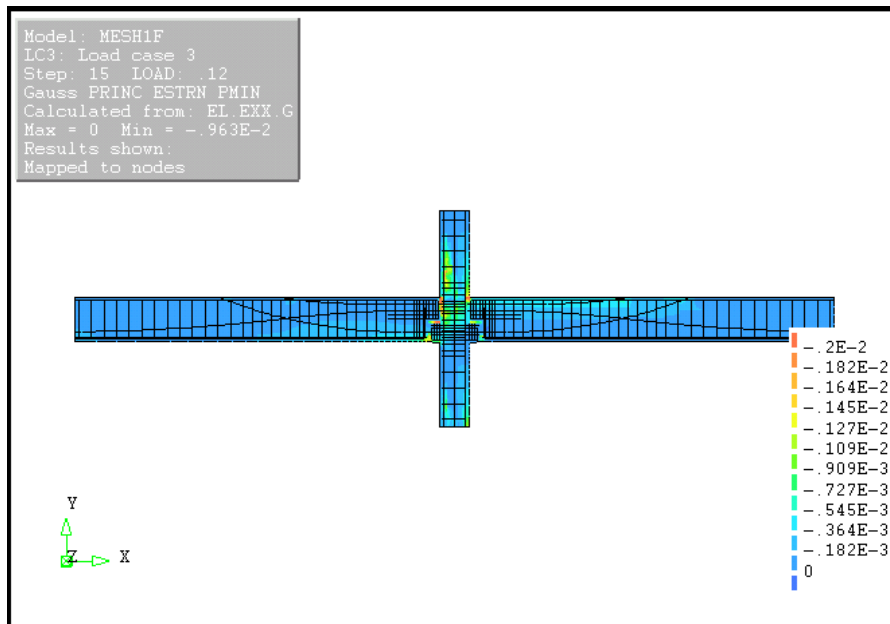 Model: MESH1F
LC3: Load case 3
Step: 15 LOAD: .12
Gauss PRINC ESTRN PMIN
Calculated from: EL.EXX.G
Max = 0 Min = -.963E-2
Results shown:
Mapped to nodes
-.2E-2
-.182E-2
-.164E-2
-.145E-2
-.127E-2
-.109E-2
-.909E-3
-.727E-3
-.545E-3
-.364E-3
-.182E-3
0
Y
Z X